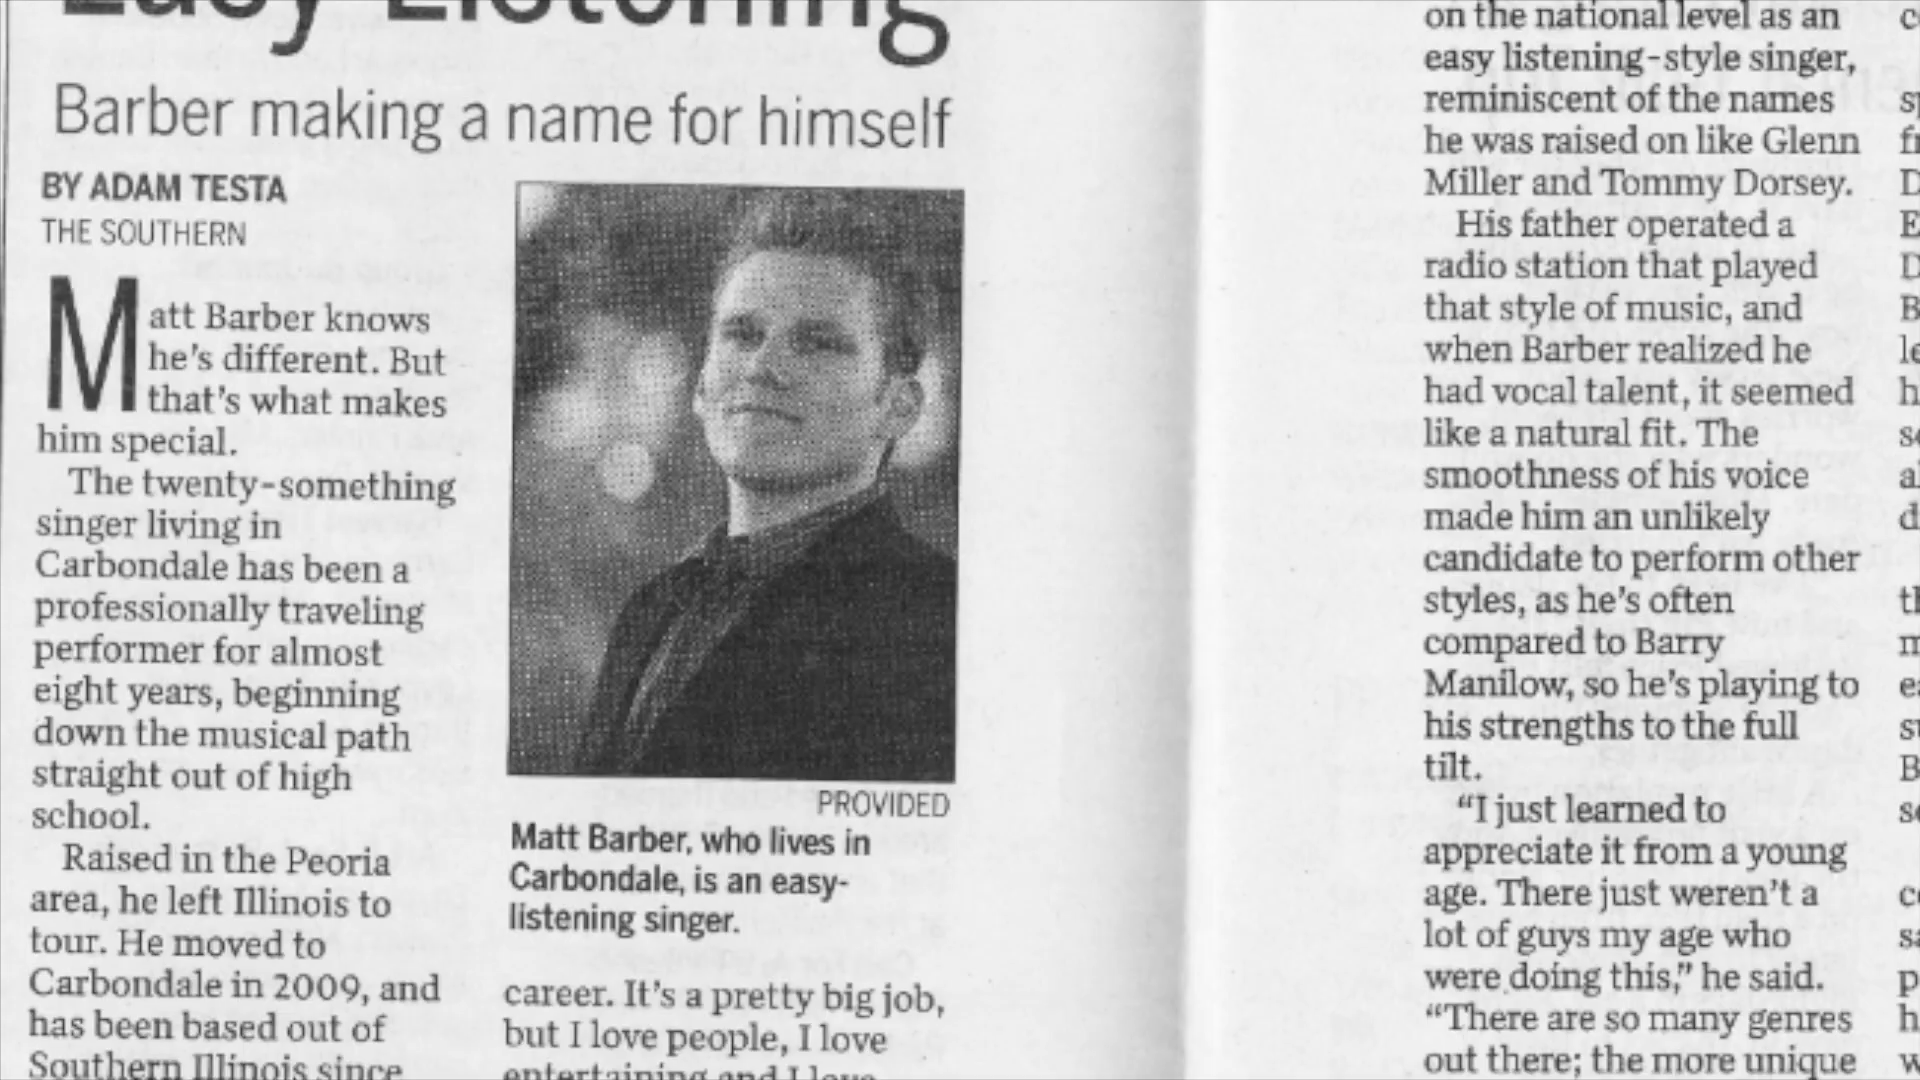 Easy Listening
Barber making a name for himself
BY ADAM TESTA
THE SOUTHERN
Matt Barber knows
he's different. But
that's what makes
him special.
The twenty-something
singer living in
Carbondale has been a
professionally traveling
performer for almost
eight years, beginning
down the musical path
straight out of high
school.
Raised in the Peoria
area, he left Illinois to
tour. He moved to
Carbondale in 2009, and
has been based out of
Southern Illinois since
PROVIDED
Matt Barber, who lives in
Carbondale, is an easy-
listening singer.
career. It's a pretty big job,
but I love people, I love
entertaining and I love
on the national level as an
easy listening-style singer,
reminiscent of the names
he was raised on like Glenn
Miller and Tommy Dorsey.
His father operated a
radio station that played
that style of music, and
when Barber realized he
had vocal talent, it seemed
like a natural fit. The
smoothness of his voice
made him an unlikely
candidate to perform other
styles, as he's often
compared to Barry
Manilow, so he's playing to
his strengths to the full
tilt.
“I just learned to
appreciate it from a young
age. There just weren't a
lot of guys my age who
were doing this,” he said.
“There are so many genres
out there; the more unique